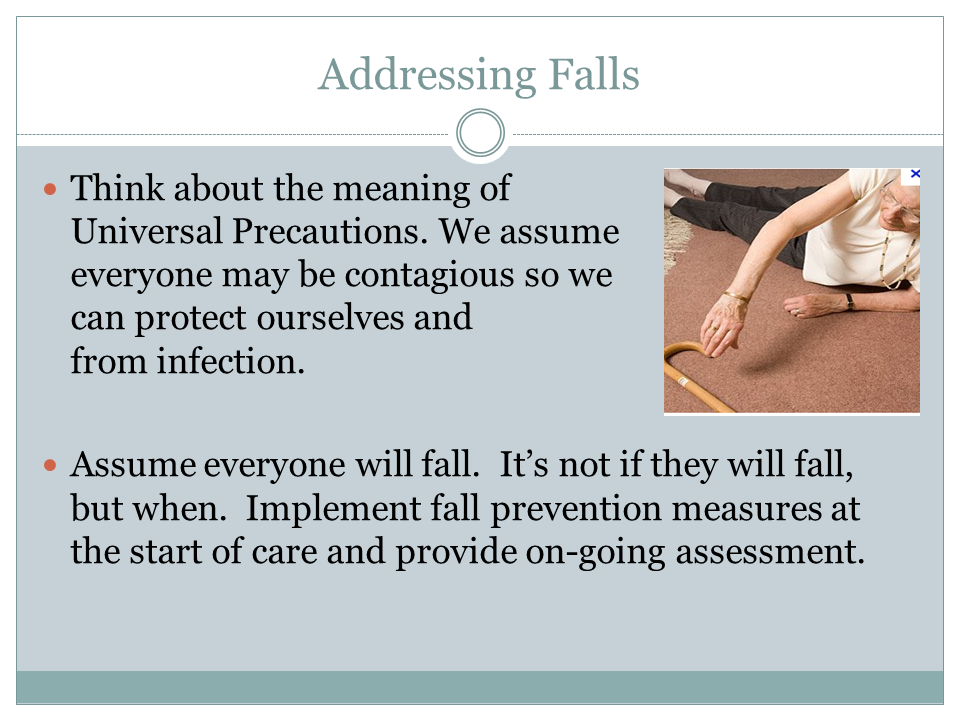 Addressing Falls
Think about the meaning of
Universal Precautions. We assume
everyone may be contagious so we
can protect ourselves and
from infection.
Assume everyone will fall.  It’s not if they will fall,
but when.  Implement fall prevention measures at
the start of care and provide on-going assessment.